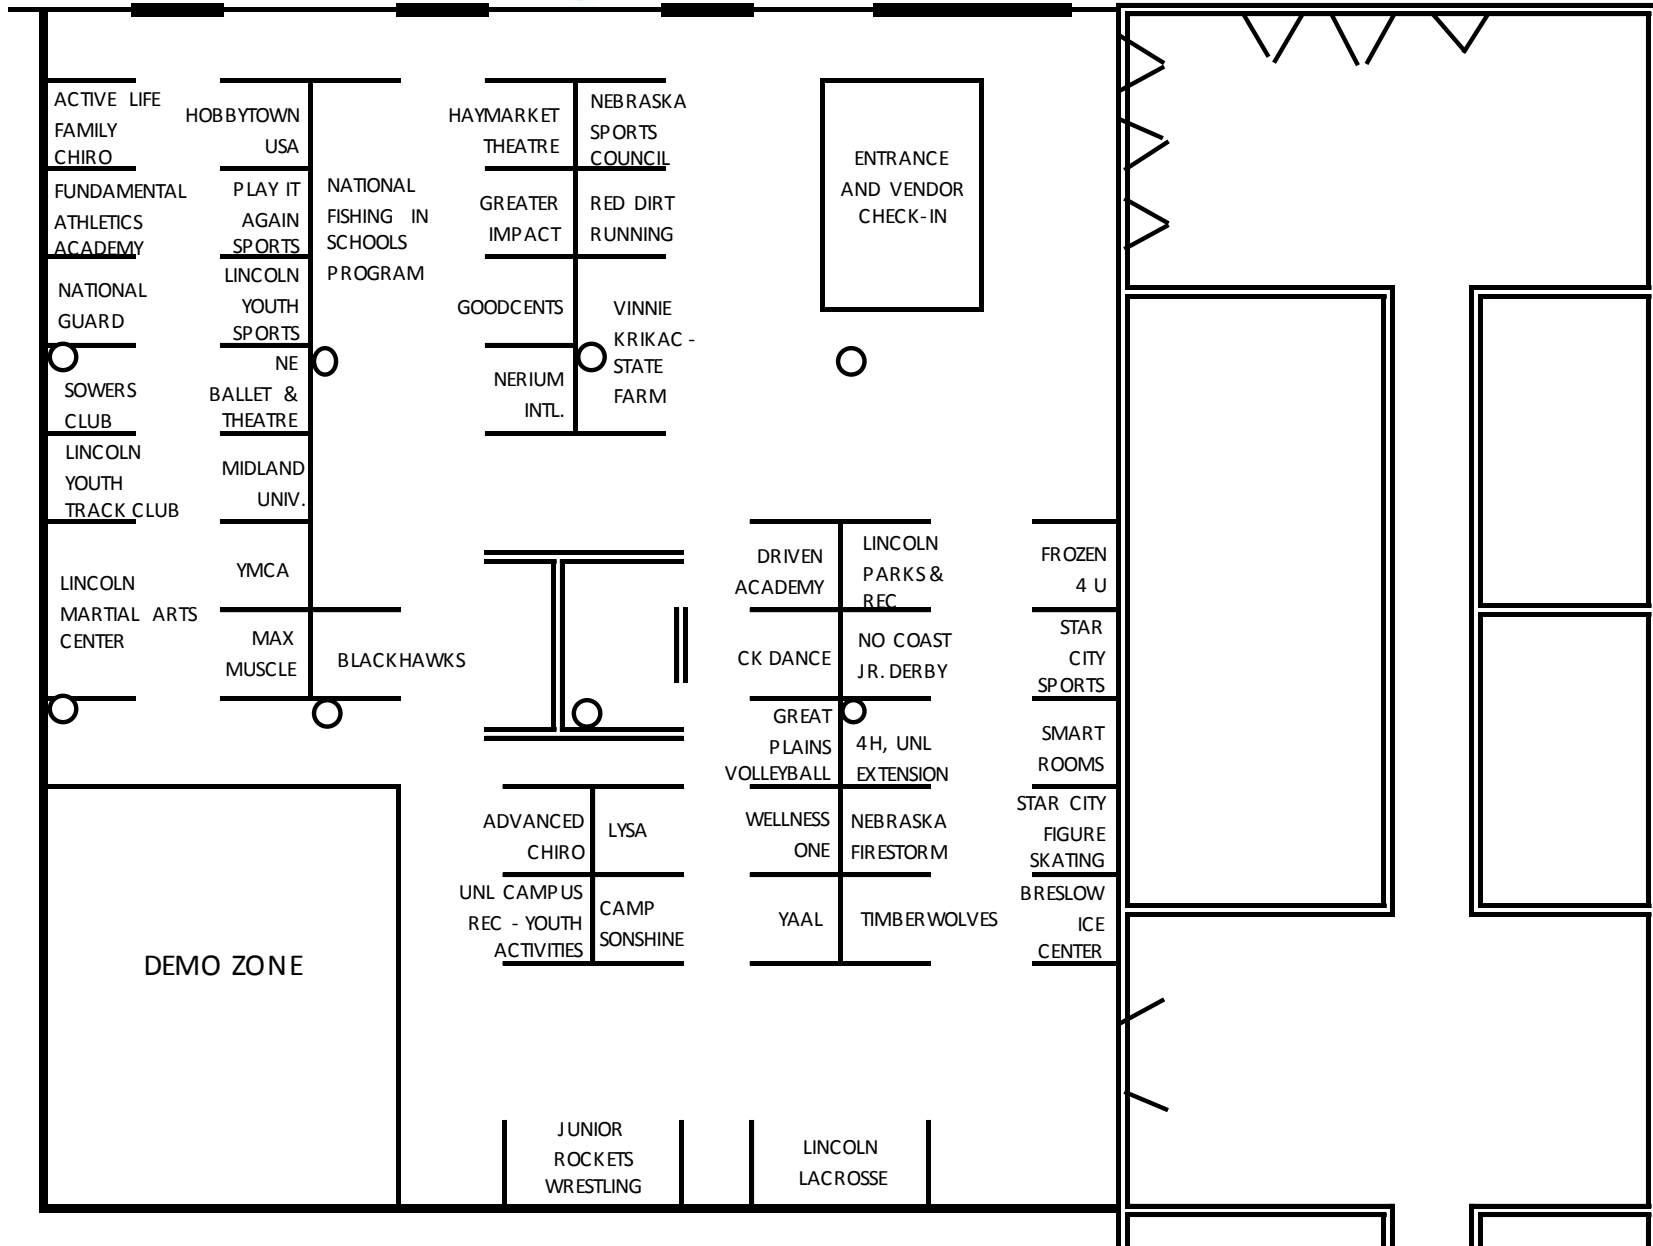 ACTIVE LIFE
FAMILY
CHIRO
FUNDAMENTAL
ATHLETICS
ACADEMY
NATIONAL
GUARD
SOWERS
CLUB
LINCOLN
YOUTH
TRACK CLUB
LINCOLN
MARTIAL ARTS
CENTER
HOBBYTOWN
USA
PLAY IT
AGAIN
SPORTS
LINCOLN
YOUTH
SPORTS
NE
BALLET &
THEATRE
MIDLAND
UNIV.
YMCA
MAX
MUSCLE
NATIONAL
FISHING IN
SCHOOLS
PROGRAM
BLACKHAWKS
HAYMARKET
THEATRE
GREATER
IMPACT
GOODCENTS
NERIUM
INTL.
NEBRASKA
SPORTS
COUNCIL
RED DIRT
RUNNING
VINNIE
KRIKAC -
STATE
FARM
ENTRANCE
AND VENDOR
CHECK-IN
DRIVEN
ACADEMY
CK DANCE
GREAT
PLAINS
VOLLEYBALL
WELLNESS
ONE
YAAL
LINCOLN
PARKS &
REC
NO COAST
JR. DERBY
4H, UNL
EXTENSION
NEBRASKA
FIRESTORM
TIMBERWOLVES
FROZEN
4 U
STAR
CITY
SPORTS
SMART
ROOMS
STAR CITY
FIGURE
SKATING
BRESLOW
ICE
CENTER
ADVANCED
CHIRO
LYSA
UNL CAMPUS
REC - YOUTH
ACTIVITIES
CAMP
SONSHINE
DEMO ZONE
JUNIOR
ROCKETS
WRESTLING
LINCOLN
LACROSSE